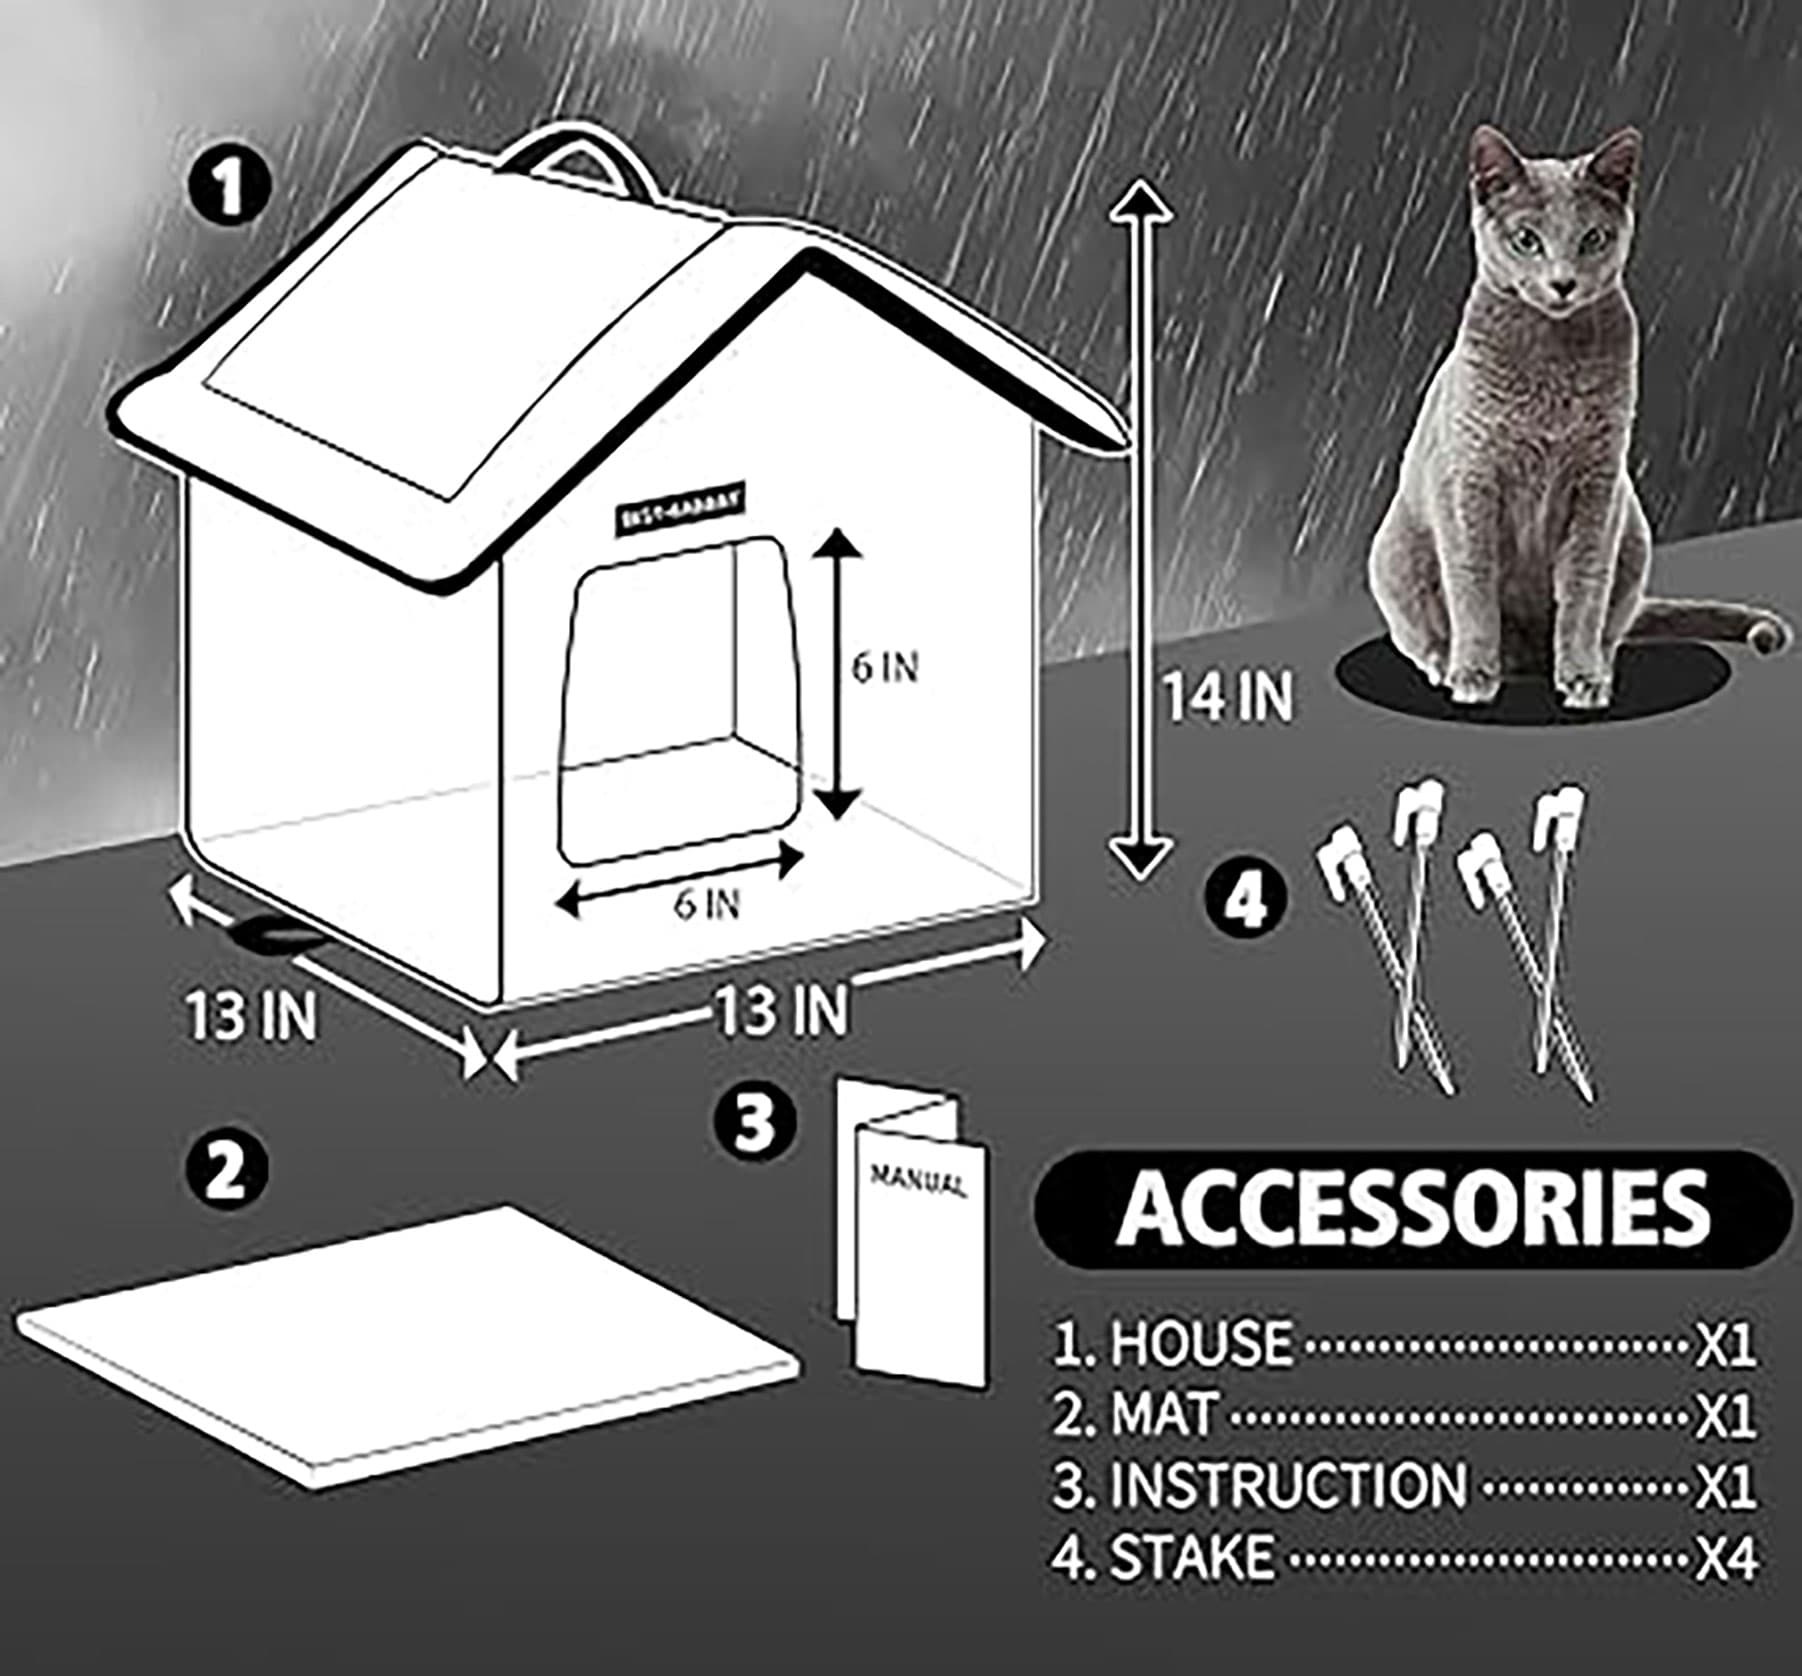 1
6 IN
14 IN
6 IN
4
13 IN
13 IN
3
2
MANUAL
ACCESSORIES
1. HOUSE X1
2. MAT X1
3. INSTRUCTION X1
4. STAKE X4